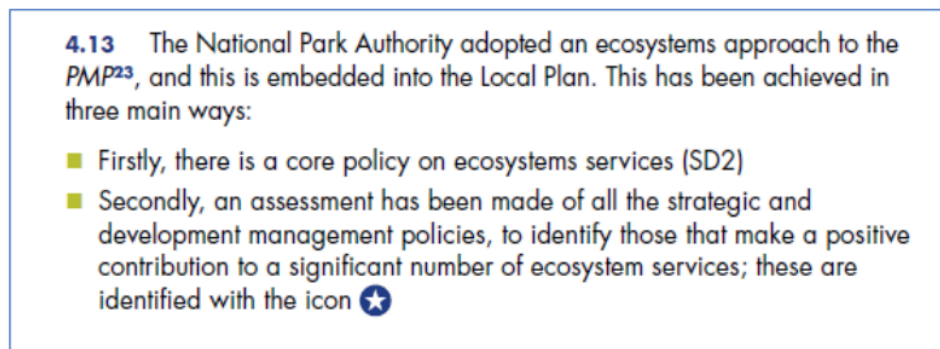 4.13 The National Park Authority adopted an ecosystems approach to the
PMP23, and this is embedded into the Local Plan. This has been achieved in
three main ways:
Firstly, there is a core policy on ecosystems services (SD2)
Secondly, an assessment has been made of all the strategic and
development management policies, to identify those that make a positive
contribution to a significant number of ecosystem services; these are
identified with the icon